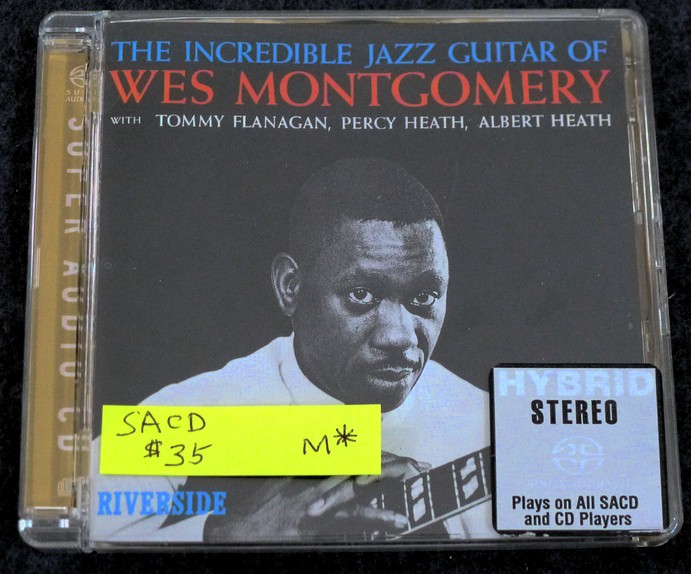 THE INCREDIBLE JAZZ GUITAR OF
WES MONTGOMERY
WITH TOMMY FLANAGAN, PERCY HEATH, ALBERT HEATH
SUPER AUDIO CD
SACD
$35
M*
RIVERSIDE
HYBRID
STEREO
Plays on All SACD
and CD Players